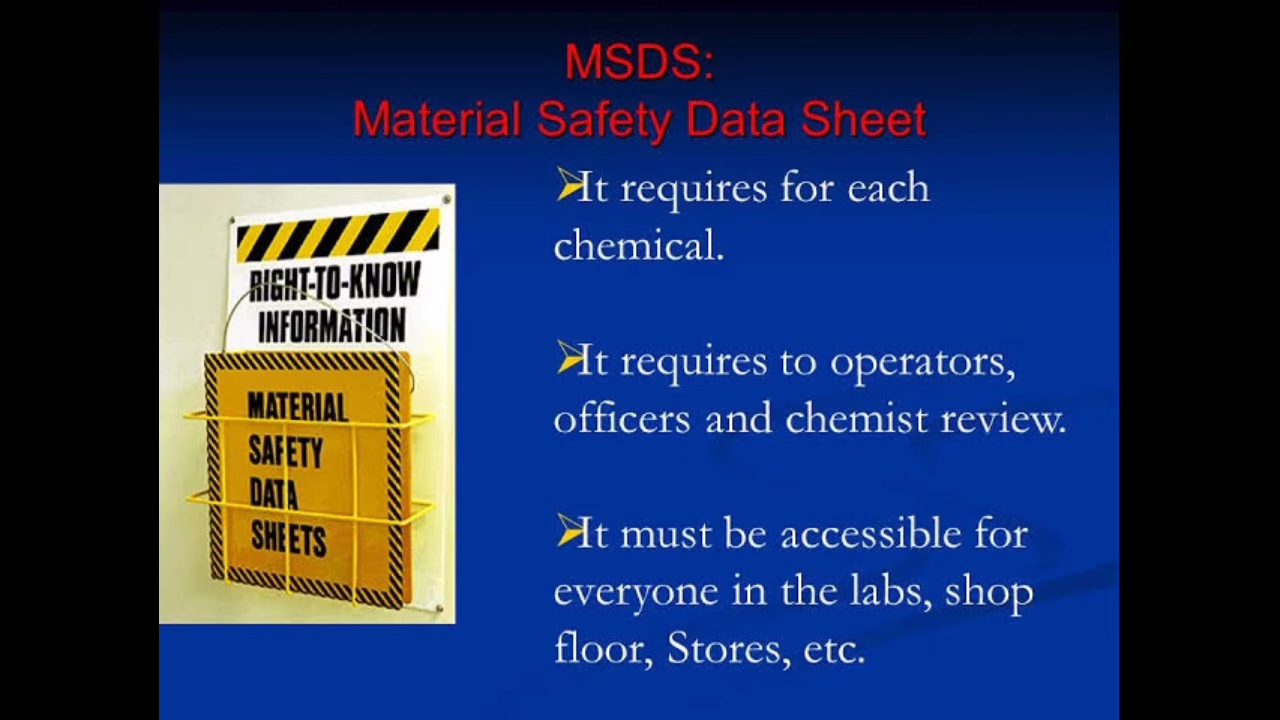 MSDS:
Material Safety Data Sheet
It requires for each
chemical.
It requires to operators,
officers and chemist review.
It must be accessible for
everyone in the labs, shop
floor, Stores, etc.
RIGHT-TO-KNOW
INFORMATION
MATERIAL
SAFETY
DATA
SHEETS